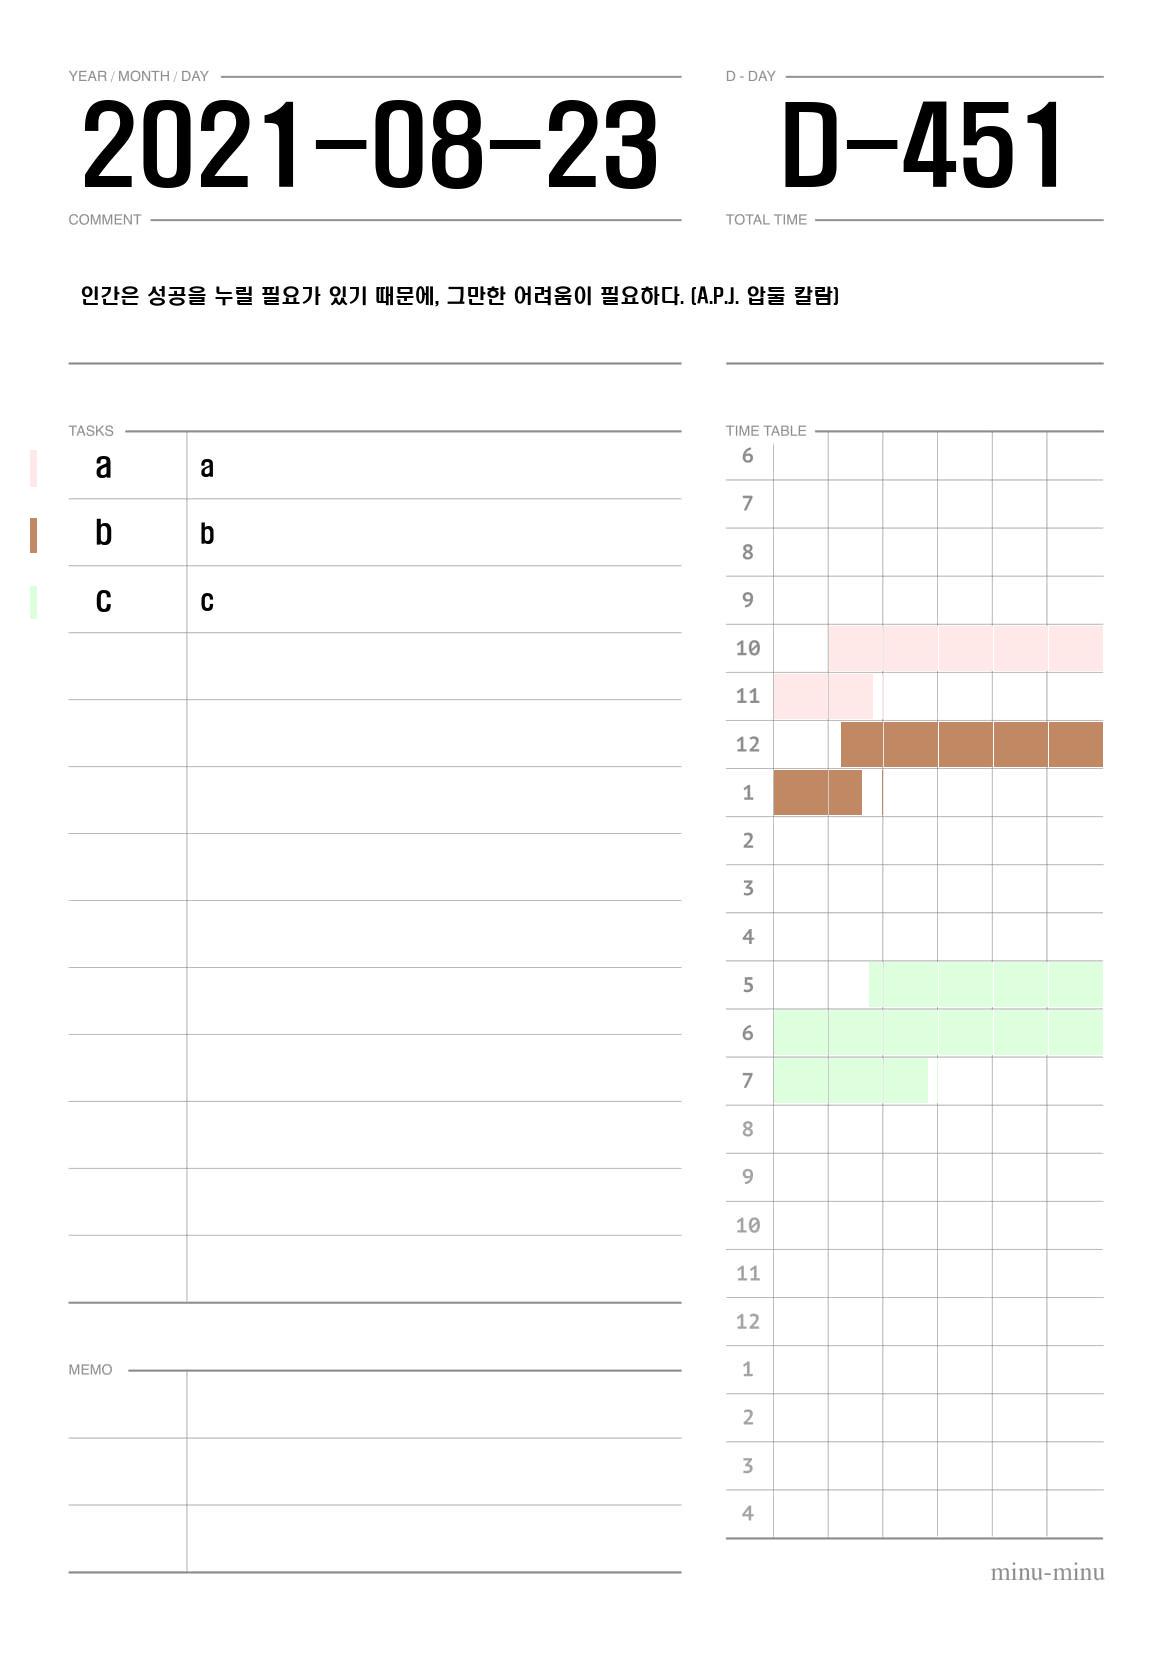 YEAR / MONTH / DAY
2021-08-23
D - DAY
D-451
COMMENT
TOTAL TIME
인간은 성공을 누릴 필요가 있기 때문에, 그만한 어려움이 필요하다. (A.P.J. 압둘 칼람)
TASKS
a a
b b
c c
TIME TABLE
6
7
8
9
10
11
12
1
2
3
4
5
6
7
8
9
10
11
12
1
2
3
4
MEMO
minu-minu